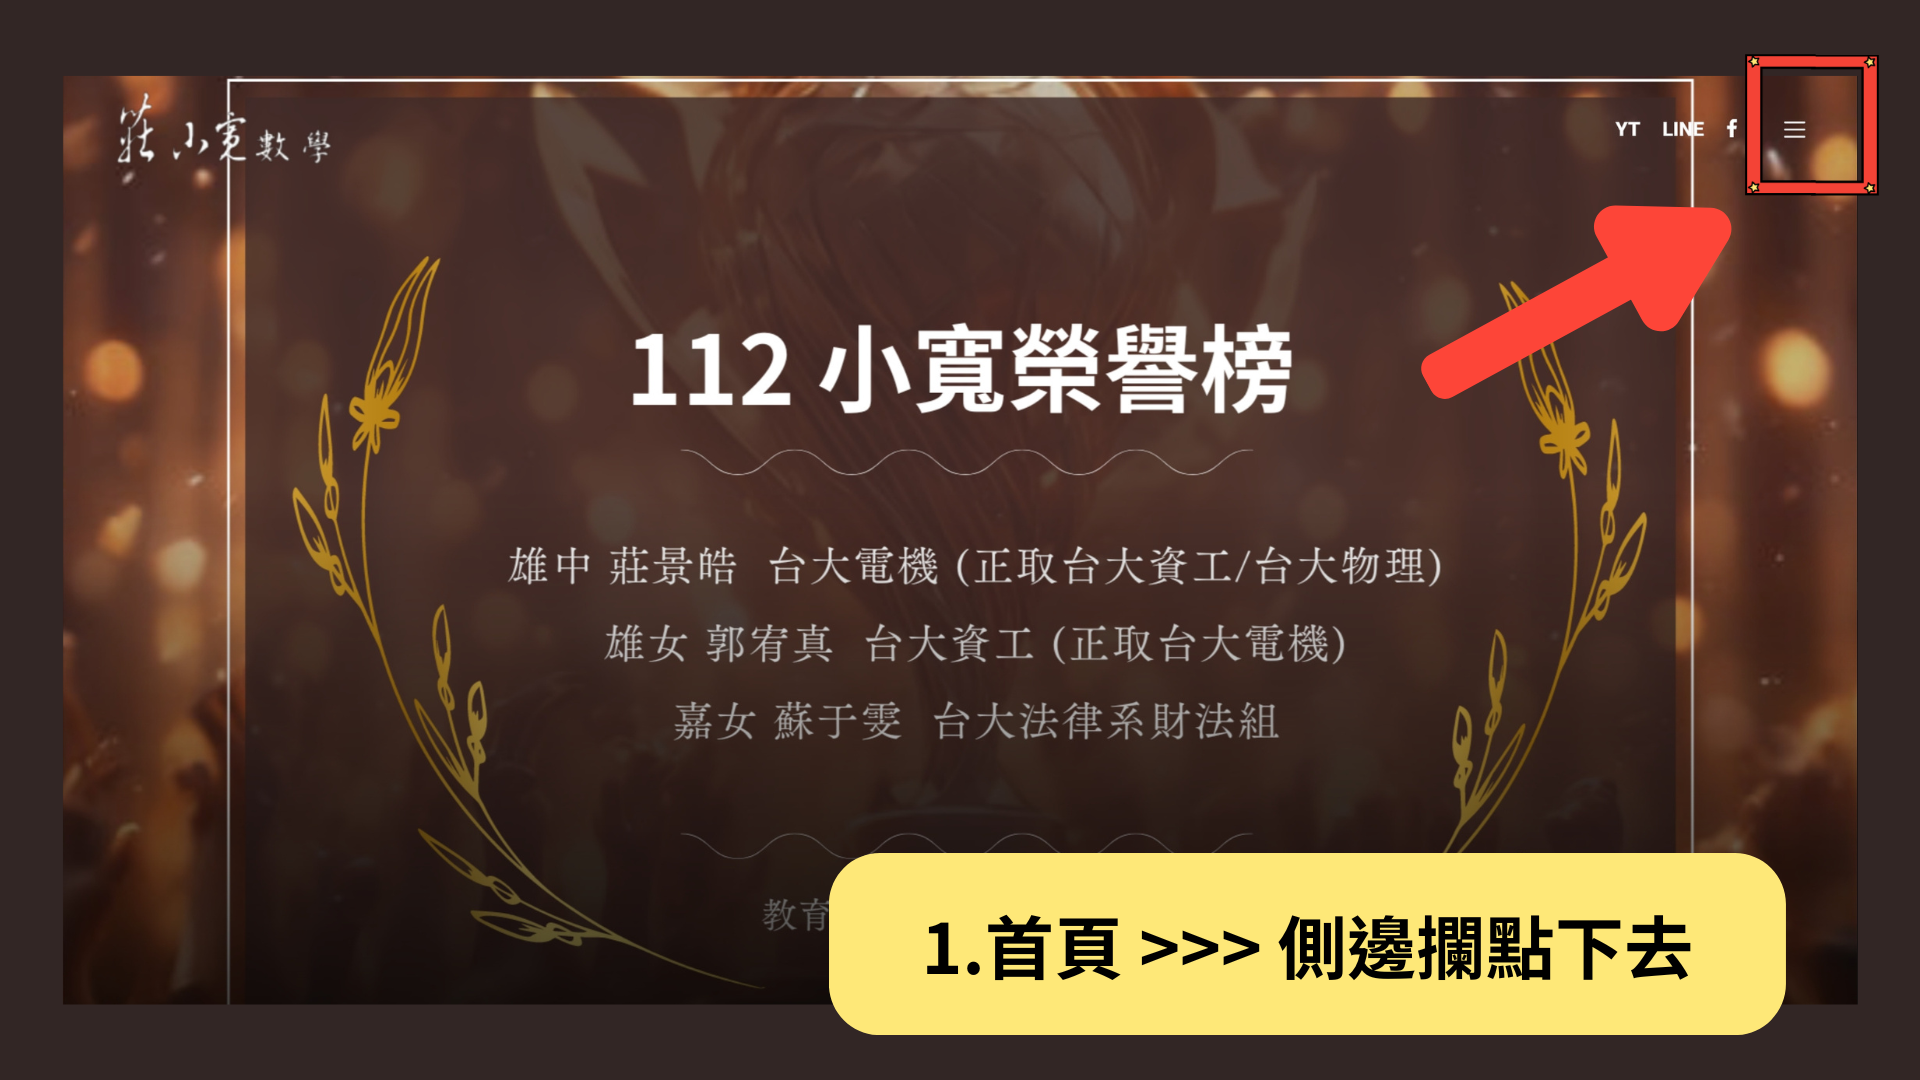 莊小寬數學
YT LINE f
112 小寬榮譽榜
雄中 莊景皓 台大電機 (正取台大資工/台大物理)
雄女 郭宥真 台大資工 (正取台大電機)
嘉女 蘇于雯 台大法律系財法組
教育
1.首頁 >>> 側邊攔點下去